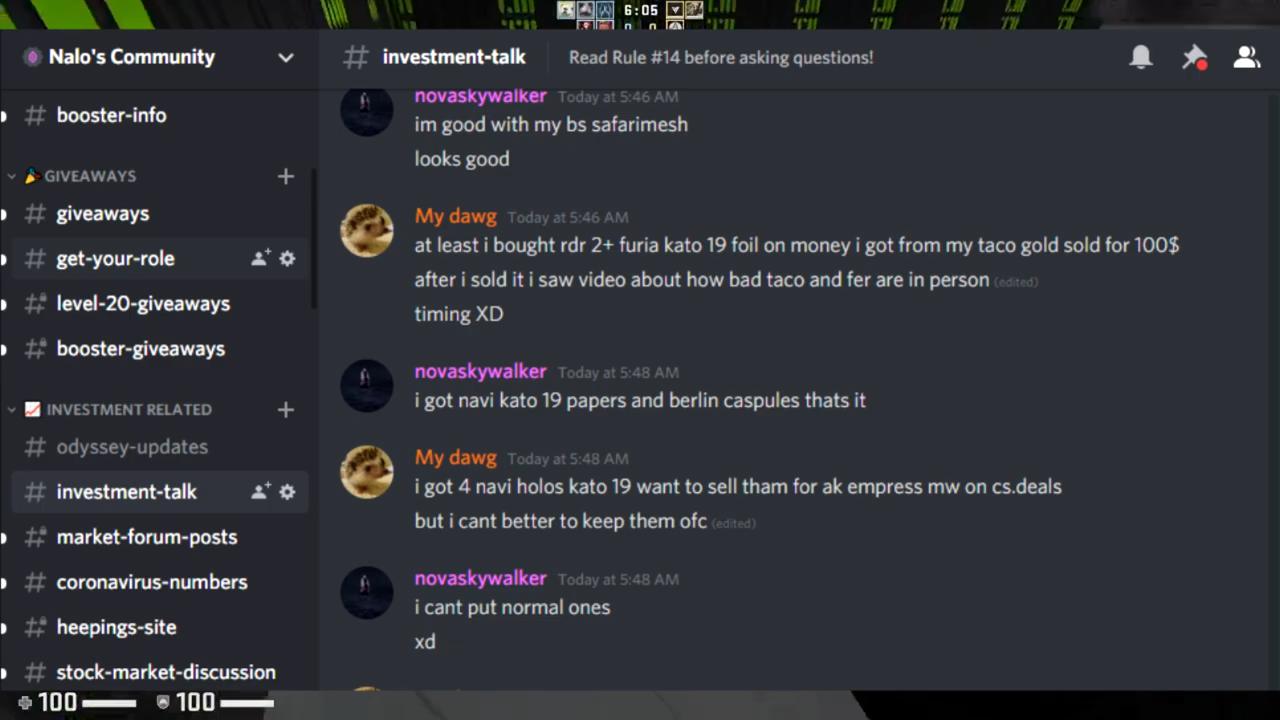 6:05
0 0
Nalo's Community
# investment-talk
Read Rule #14 before asking questions!
# booster-info
GIVEAWAYS
# giveaways
# get-your-role
# level-20-giveaways
# booster-giveaways
INVESTMENT RELATED
# odyssey-updates
# investment-talk
# market-forum-posts
# coronavirus-numbers
# heepings-site
# stock-market-discussion
novaskywalker Today at 5:46 AM
im good with my bs safarimesh
looks good
My dawg Today at 5:46 AM
at least i bought rdr 2+ furia kato 19 foil on money i got from my taco gold sold for 100$
after i sold it i saw video about how bad taco and fer are in person (edited)
timing XD
novaskywalker Today at 5:48 AM
i got navi kato 19 papers and berlin caspules thats it
My dawg Today at 5:48 AM
i got 4 navi holos kato 19 want to sell tham for ak empress mw on cs.deals
but i cant better to keep them ofc (edited)
novaskywalker Today at 5:48 AM
i cant put normal ones
xd
100 100